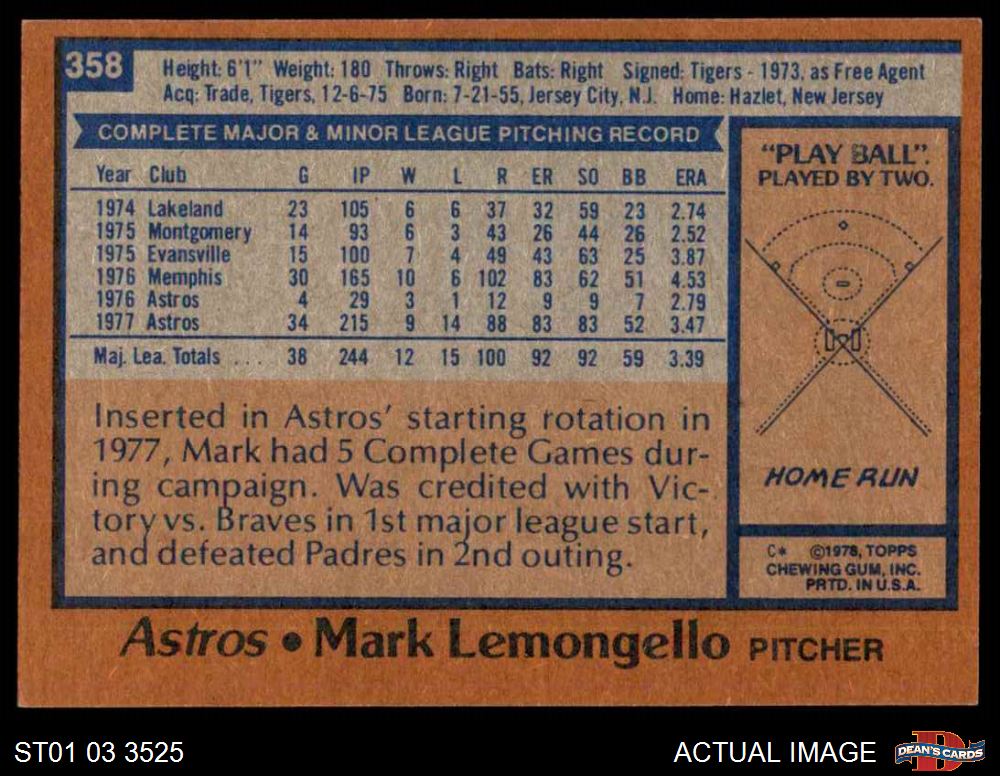 358
Height: 6'1" Weight: 180 Throws: Right Bats: Right Signed: Tigers - 1973, as Free Agent
Acq: Trade, Tigers, 12-6-75 Born: 7-21-55, Jersey City, N.J. Home: Hazlet, New Jersey
COMPLETE MAJOR & MINOR LEAGUE PITCHING RECORD
Year Club G IP W L R ER SO BB ERA
1974 Lakeland 23 105 6 6 37 32 59 23 2.74
1975 Montgomery 14 93 6 3 43 26 44 26 2.52
1975 Evansville 15 100 7 4 49 43 63 25 3.87
1976 Memphis 30 165 10 6 102 83 62 51 4.53
1976 Astros 4 29 3 1 12 9 9 7 2.79
1977 Astros 34 215 9 14 88 83 83 52 3.47
Maj. Lea. Totals . . . 38 244 12 15 100 92 92 59 3.39
Inserted in Astros' starting rotation in
1977, Mark had 5 Complete Games dur-
ing campaign. Was credited with Vic-
tory vs. Braves in 1st major league start,
and defeated Padres in 2nd outing.
"PLAY BALL".
PLAYED BY TWO.
HOME RUN
C* ©1978, TOPPS
CHEWING GUM, INC.
PRTD. IN U.S.A.
Astros • Mark Lemongello PITCHER
ST01 03 3525
ACTUAL IMAGE
DEAN'S CARDS